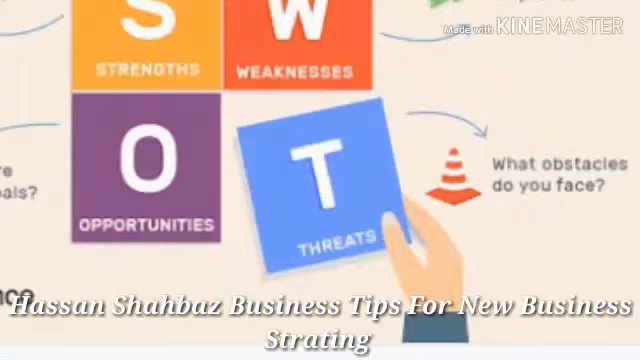 Made with KINEMASTER
S
W
STRENGTHS
WEAKNESSES
O
T
What obstacles
do you face?
OPPORTUNITIES
THREATS
Hassan Shahbaz Business Tips For New Business
Strating